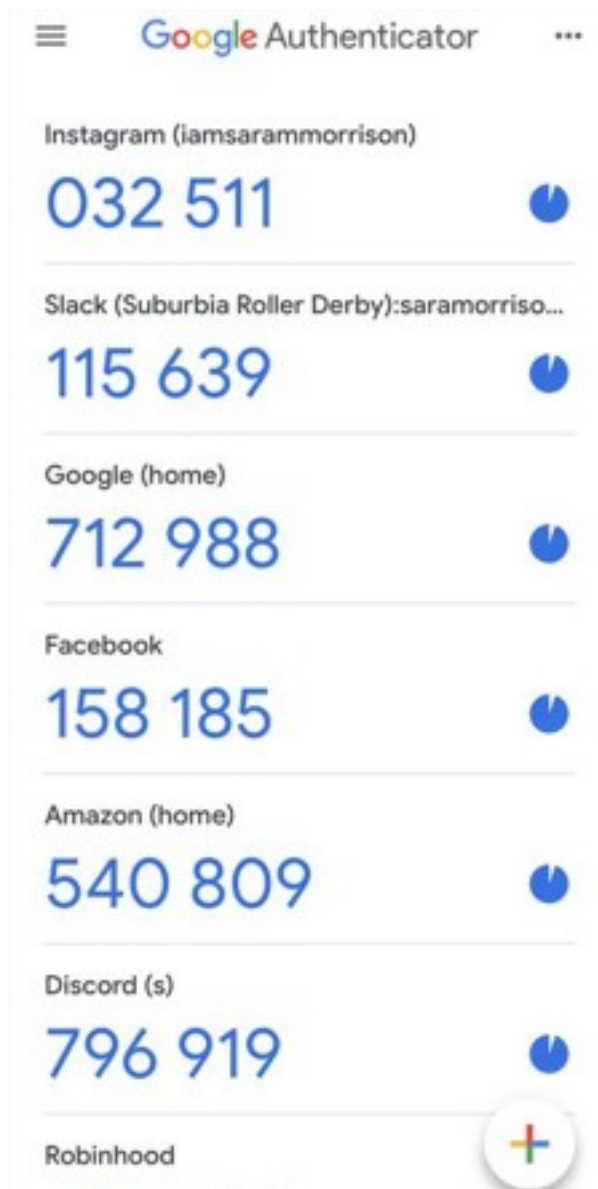 Google Authenticator
Instagram (iamsarammorrison)
032 511
Slack (Suburbia Roller Derby):saramorriso...
115 639
Google (home)
712 988
Facebook
158 185
Amazon (home)
540 809
Discord (s)
796 919
Robinhood